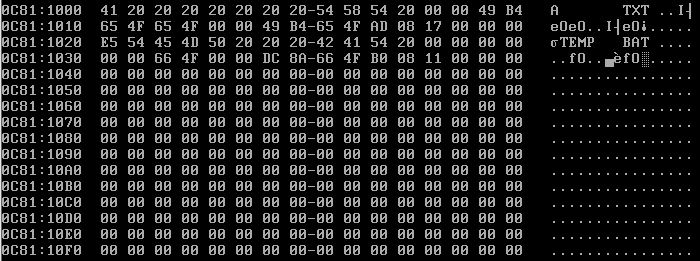 0C81:1000  41 20 20 20 20 20 20 20-54 58 54 20 00 00 49 B4   A       TXT ..I┤
0C81:1010  65 4F 65 4F 00 00 49 B4-65 4F AD 08 17 00 00 00   eOeO..I┤eO¡.....
0C81:1020  E5 54 45 4D 50 20 20 20-42 41 54 20 00 00 00 00   σTEMP   BAT ....
0C81:1030  00 00 66 4F 00 00 DC 8A-66 4F B0 08 11 00 00 00   ..fO..▄èfO░.....
0C81:1040  00 00 00 00 00 00 00 00-00 00 00 00 00 00 00 00   ................
0C81:1050  00 00 00 00 00 00 00 00-00 00 00 00 00 00 00 00   ................
0C81:1060  00 00 00 00 00 00 00 00-00 00 00 00 00 00 00 00   ................
0C81:1070  00 00 00 00 00 00 00 00-00 00 00 00 00 00 00 00   ................
0C81:1080  00 00 00 00 00 00 00 00-00 00 00 00 00 00 00 00   ................
0C81:1090  00 00 00 00 00 00 00 00-00 00 00 00 00 00 00 00   ................
0C81:10A0  00 00 00 00 00 00 00 00-00 00 00 00 00 00 00 00   ................
0C81:10B0  00 00 00 00 00 00 00 00-00 00 00 00 00 00 00 00   ................
0C81:10C0  00 00 00 00 00 00 00 00-00 00 00 00 00 00 00 00   ................
0C81:10D0  00 00 00 00 00 00 00 00-00 00 00 00 00 00 00 00   ................
0C81:10E0  00 00 00 00 00 00 00 00-00 00 00 00 00 00 00 00   ................
0C81:10F0  00 00 00 00 00 00 00 00-00 00 00 00 00 00 00 00   ................